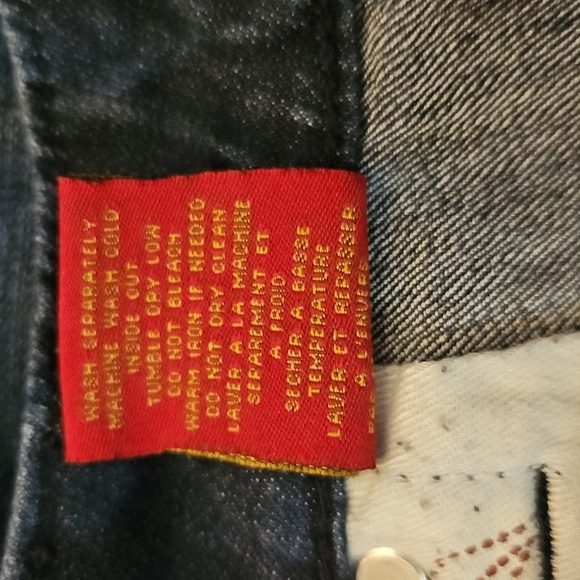 WASH SEPARATELY
MACHINE WASH COLD
INSIDE OUT
TUMBLE DRY LOW
DO NOT BLEACH
WARM IRON IF NEEDED
DO NOT DRY CLEAN
LAVER A LA MACHINE
SEPAREMENT ET
A FROID
SECHER A BASSE
TEMPERATURE
LAVER ET REPASSER
A L'ENVERS